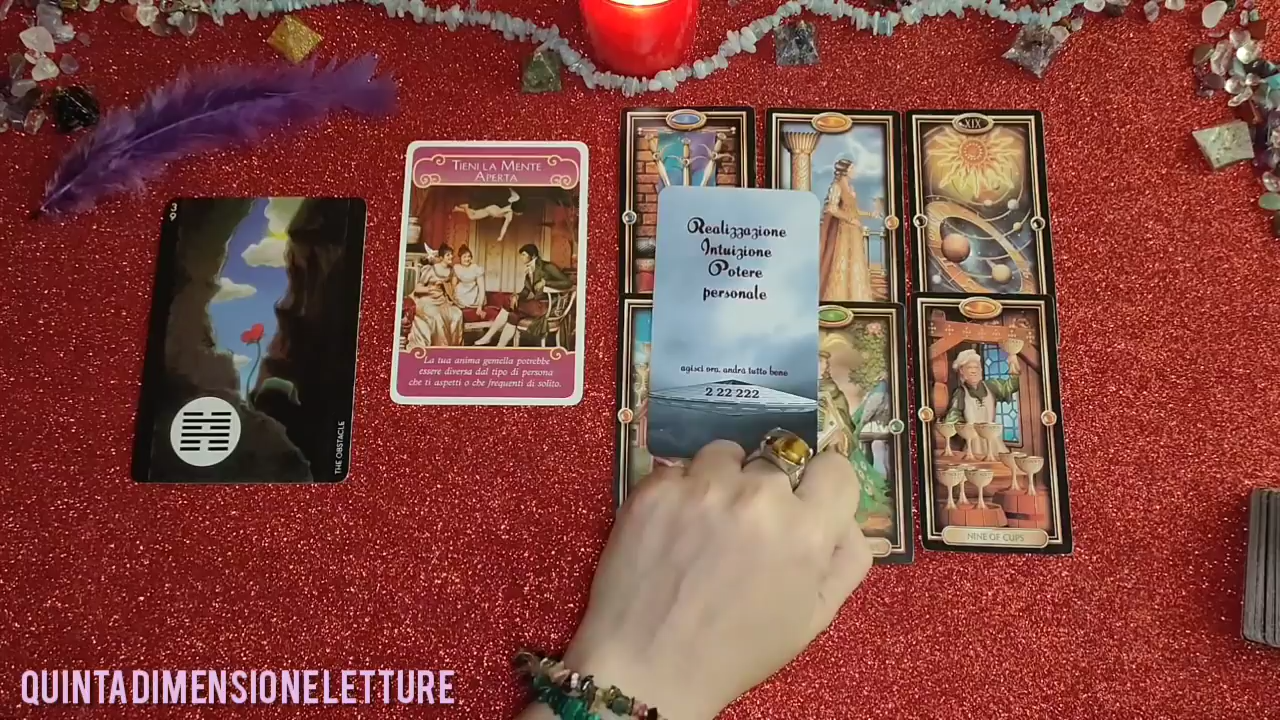 39
THE OBSTACLE
TIENI LA MENTE
APERTA
La tua anima gemella potrebbe
essere diversa dal tipo di persona
che ti aspetti o che frequenti di solito.
XIX
Realizzazione
Intuizione
Potere
personale
agisci ora, andrà tutto bene
2 22 222
NINE OF CUPS
QUINTADIMENSIONELETTURE